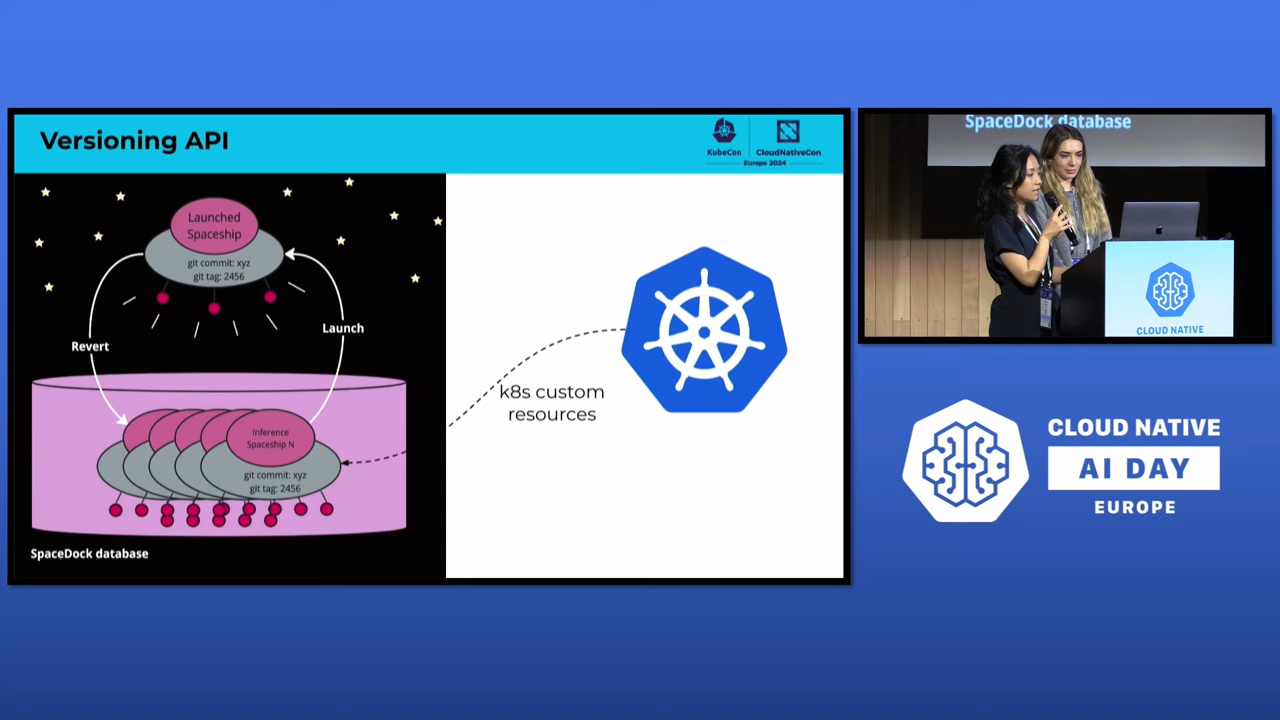 Versioning API
KubeCon
CloudNativeCon
Europe 2024
Launched
Spaceship
git commit: xyz
git tag: 2456
Revert
Launch
Inference
Spaceship N
git commit: xyz
git tag: 2456
SpaceDock database
k8s custom
resources
SpaceDock database
CLOUD NATIVE
CLOUD NATIVE
AI DAY
EUROPE